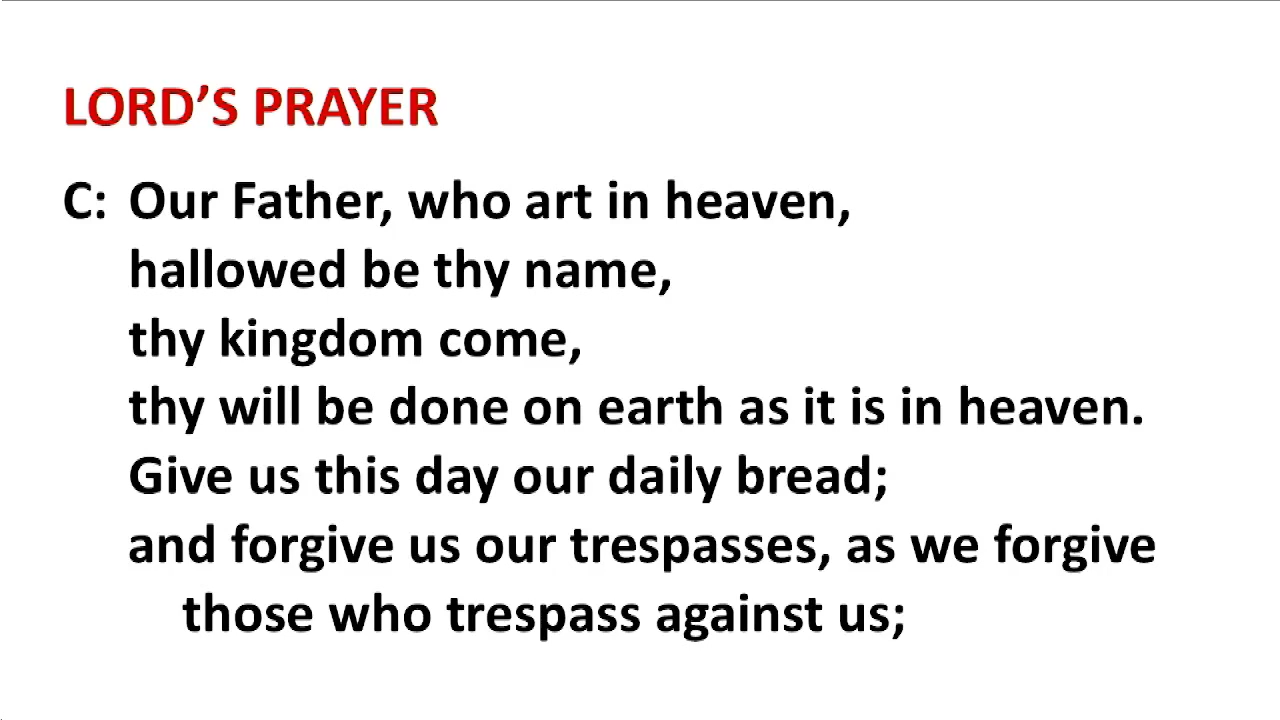 LORD’S PRAYER
C: Our Father, who art in heaven,
hallowed be thy name,
thy kingdom come,
thy will be done on earth as it is in heaven.
Give us this day our daily bread;
and forgive us our trespasses, as we forgive
those who trespass against us;